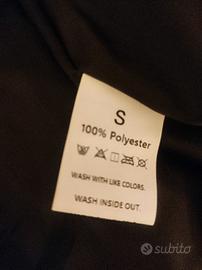 S
100% Polyester
WASH WITH LIKE COLORS.
WASH INSIDE OUT.
subito